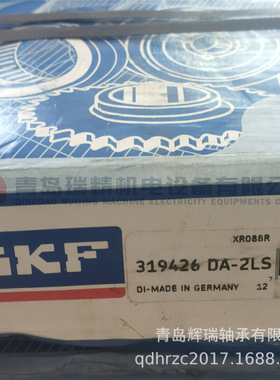 青岛瑞精机电设备有限公司
XR088R
SKF
319426 DA-2LS
DI-MADE IN GERMANY 12
青岛辉瑞轴承有限公
qdhrzc2017.1688.